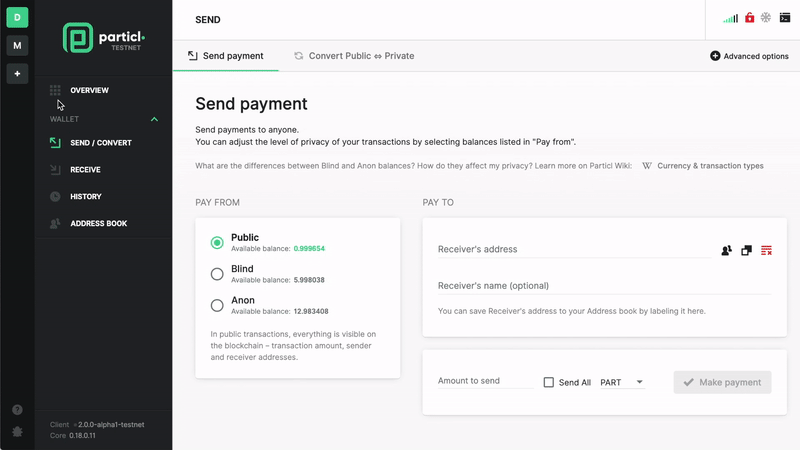 D
M
+
particl.
TESTNET
OVERVIEW
WALLET
SEND / CONVERT
RECEIVE
HISTORY
ADDRESS BOOK
Client v 2.0.0-alpha1-testnet
Core 0.18.0.11
SEND
Send payment
Convert Public ⇔ Private
Advanced options
Send payment
Send payments to anyone.
You can adjust the level of privacy of your transactions by selecting balances listed in "Pay from".
What are the differences between Blind and Anon balances? How do they affect my privacy? Learn more on Particl Wiki: W Currency & transaction types
PAY FROM
Public
Available balance: 0.999654
Blind
Available balance: 5.998038
Anon
Available balance: 12.983408
In public transactions, everything is visible on
the blockchain – transaction amount, sender
and receiver addresses.
PAY TO
Receiver's address
Receiver's name (optional)
You can save Receiver's address to your Address book by labeling it here.
Amount to send
Send All
PART
Make payment